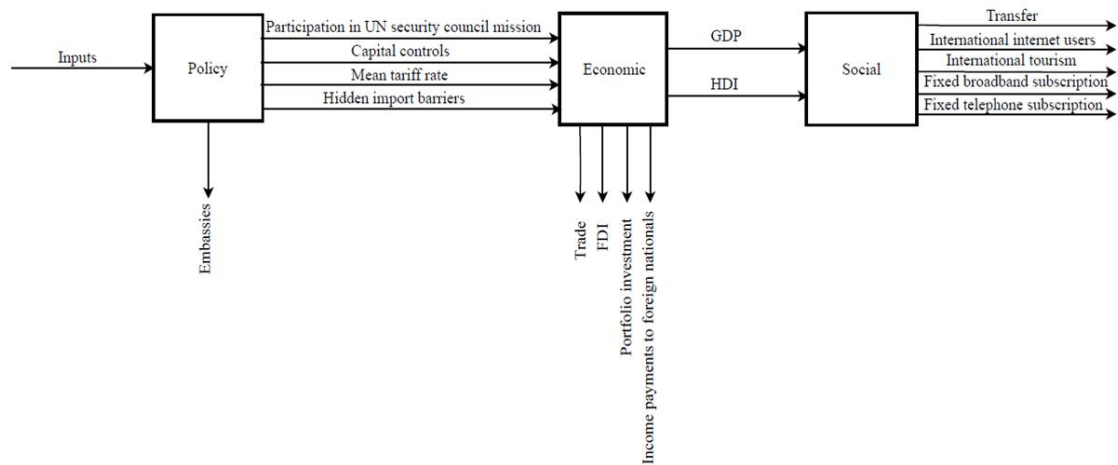 Inputs
Policy
Participation in UN security council mission
Capital controls
Mean tariff rate
Hidden import barriers
Embassies
Economic
GDP
HDI
Trade
FDI
Portfolio investment
Income payments to foreign nationals
Social
Transfer
International internet users
International tourism
Fixed broadband subscription
Fixed telephone subscription